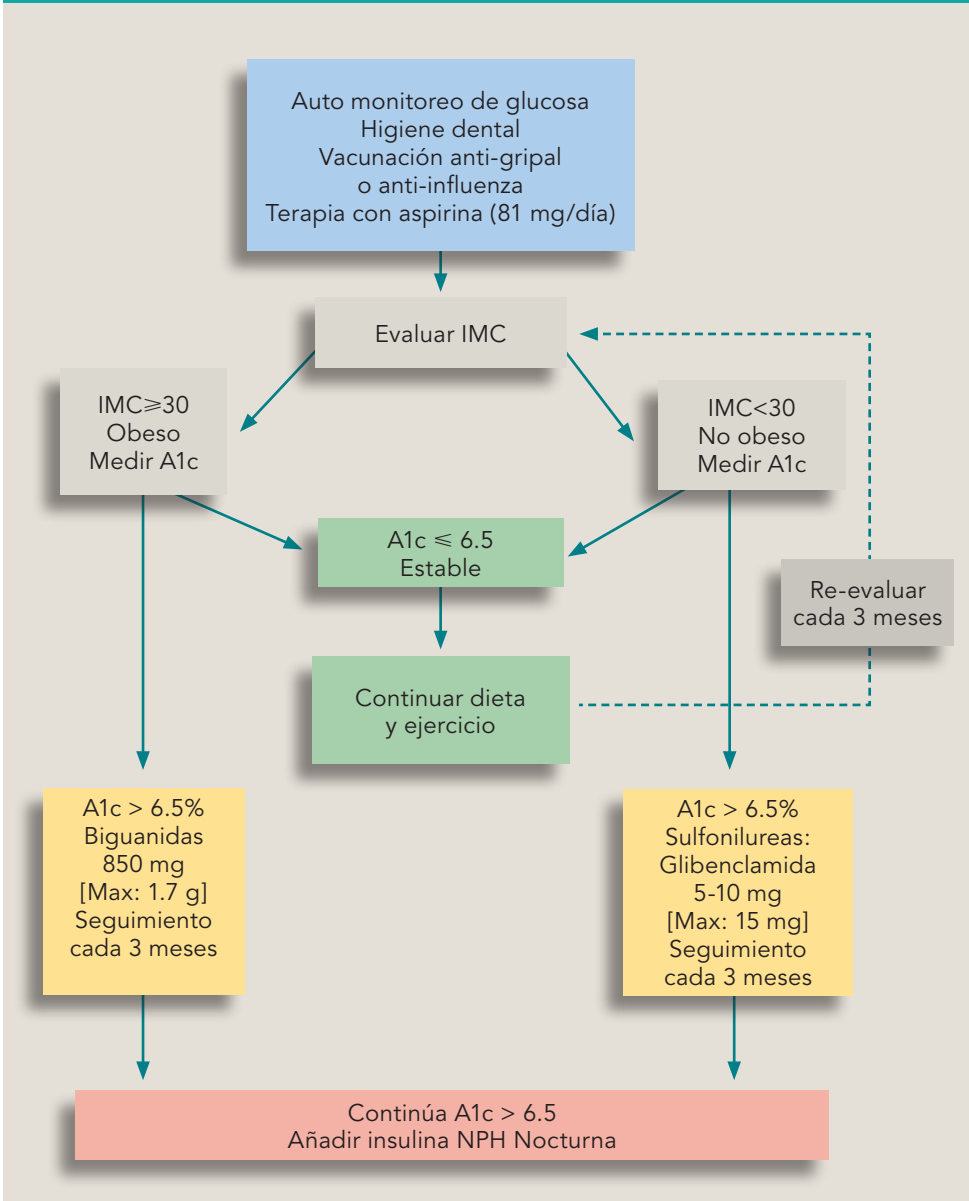 Auto monitoreo de glucosa
Higiene dental
Vacunación anti-gripal
o anti-influenza
Terapia con aspirina (81 mg/día)
Evaluar IMC
IMC≥30
Obeso
Medir A1c
IMC<30
No obeso
Medir A1c
A1c ≤ 6.5
Estable
Re-evaluar
cada 3 meses
Continuar dieta
y ejercicio
A1c > 6.5%
Biguanidas
850 mg
[Max: 1.7 g]
Seguimiento
cada 3 meses
A1c > 6.5%
Sulfonilureas:
Glibenclamida
5-10 mg
[Max: 15 mg]
Seguimiento
cada 3 meses
Continúa A1c > 6.5
Añadir insulina NPH Nocturna